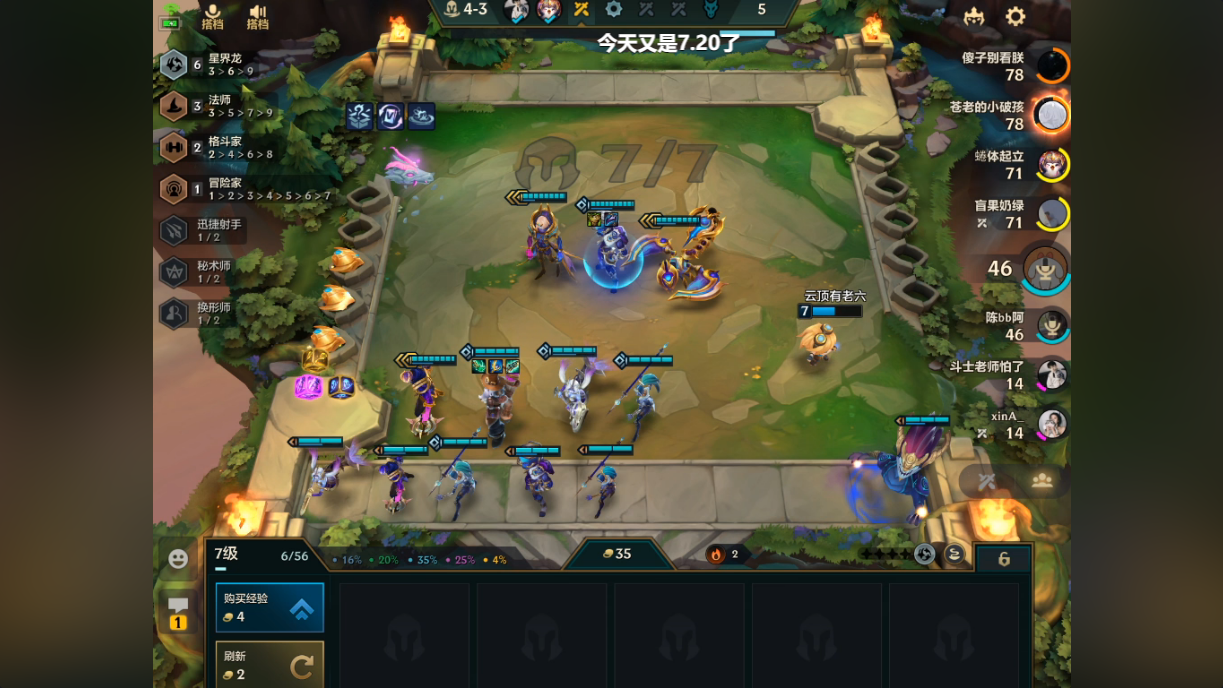 搭档
搭档
4-3
5
今天又是7.20了
6
星界龙
3 > 6 > 9
3
法师
3 > 5 > 7 > 9
2
格斗家
2 > 4 > 6 > 8
1
冒险家
1 > 2 > 3 > 4 > 5 > 6 > 7
迅捷射手
1 / 2
秘术师
1 / 2
换形师
1 / 2
7/7
傻子别看朕
78
苍老的小破孩
78
蜷体起立
71
盲果奶绿
71
46
陈bb阿
46
斗士老师怕了
14
xinA_
14
云顶有老六
7
7级
6/56
16%
20%
35%
25%
4%
35
2
购买经验
4
1
刷新
2